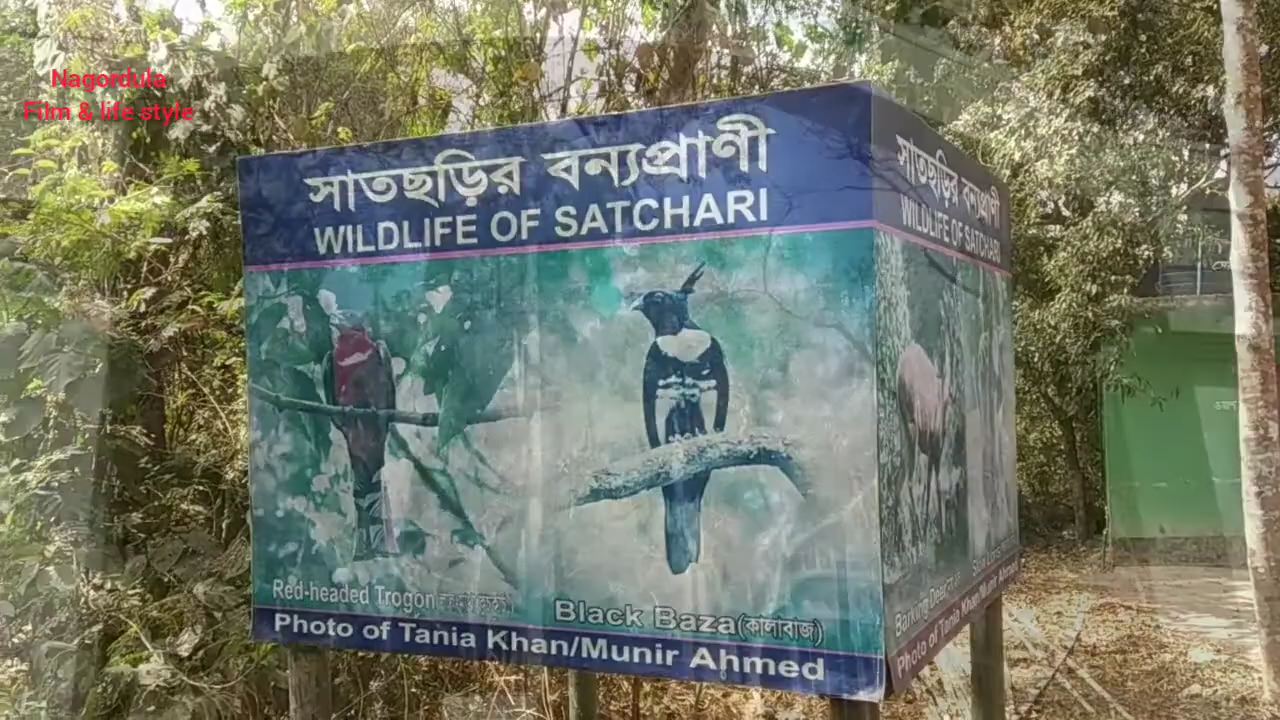 Nagordula
Film & life style
সাতছড়ির বন্যপ্রাণী
WILDLIFE OF SATCHARI
Red-headed Trogon
Black Baza (কালাবাজ)
Photo of Tania Khan/Munir Ahmed
সাতছড়ির বন্যপ্রাণী
WILDLIFE OF SATCHARI
Barking Deer
Photo of Tania Khan/Munir Ahmed